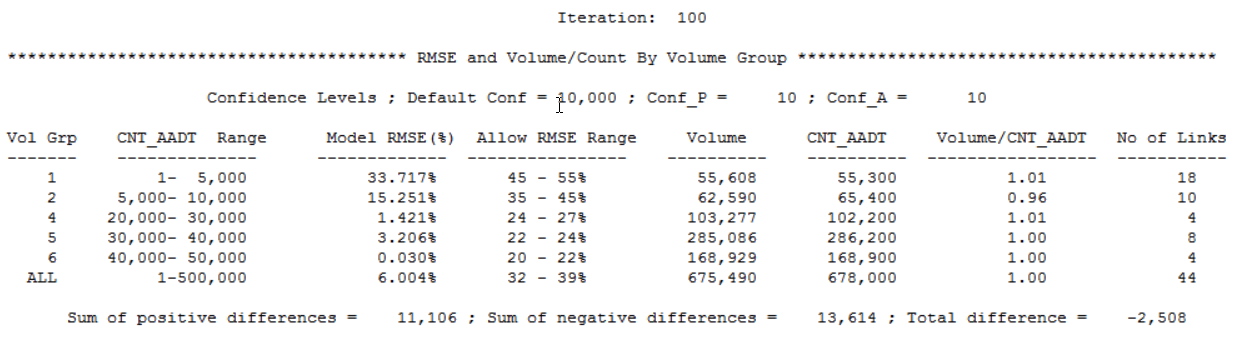 Iteration:  100
**************************************** RMSE and Volume/Count By Volume Group ******************************************
Confidence Levels ; Default Conf = 10,000 ; Conf_P =     10 ; Conf_A =      10
Vol Grp    CNT_AADT  Range      Model RMSE(%)  Allow RMSE Range     Volume      CNT_AADT     Volume/CNT_AADT   No of Links
-------    --------------      -------------  ----------------    ----------    ----------  -----------------  -----------
1          1-  5,000            33.717%      45 - 55%           55,608        55,300           1.01                18
2      5,000- 10,000            15.251%      35 - 45%           62,590        65,400           0.96                10
4     20,000- 30,000             1.421%      24 - 27%          103,277       102,200           1.01                 4
5     30,000- 40,000             3.206%      22 - 24%          285,086       286,200           1.00                 8
6     40,000- 50,000             0.030%      20 - 22%          168,929       168,900           1.00                 4
ALL          1-500,000             6.004%      32 - 39%          675,490       678,000           1.00                44
Sum of positive differences =    11,106 ; Sum of negative differences =    13,614 ; Total difference =    -2,508